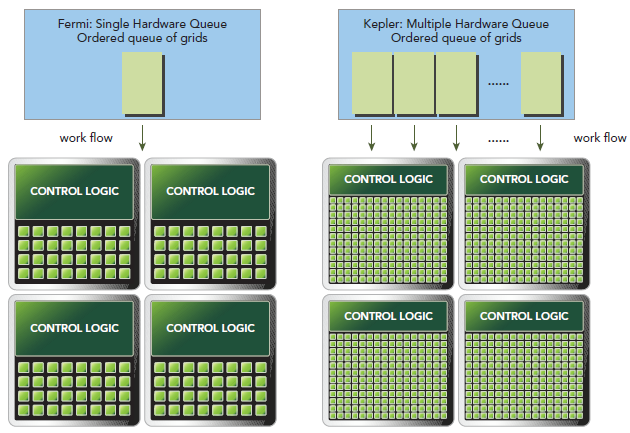 Fermi: Single Hardware Queue
Ordered queue of grids
work flow
CONTROL LOGIC
CONTROL LOGIC
CONTROL LOGIC
CONTROL LOGIC
Kepler: Multiple Hardware Queue
Ordered queue of grids
......
......
work flow
CONTROL LOGIC
CONTROL LOGIC
CONTROL LOGIC
CONTROL LOGIC